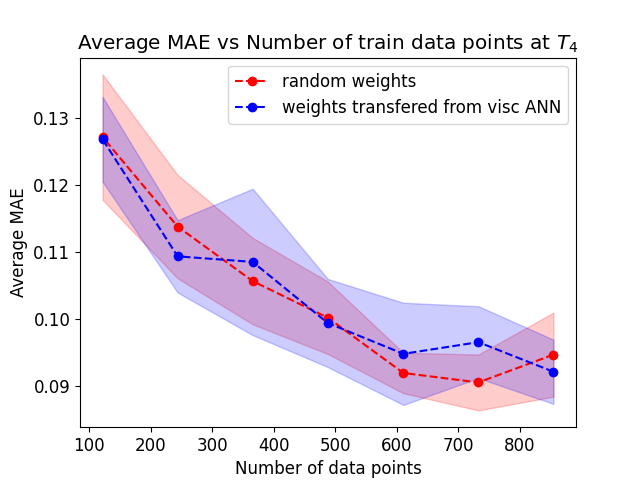 Average MAE vs Number of train data points at T₄
random weights
weights transfered from visc ANN
0.13
0.12
0.11
0.10
0.09
Average MAE
100 200 300 400 500 600 700 800
Number of data points